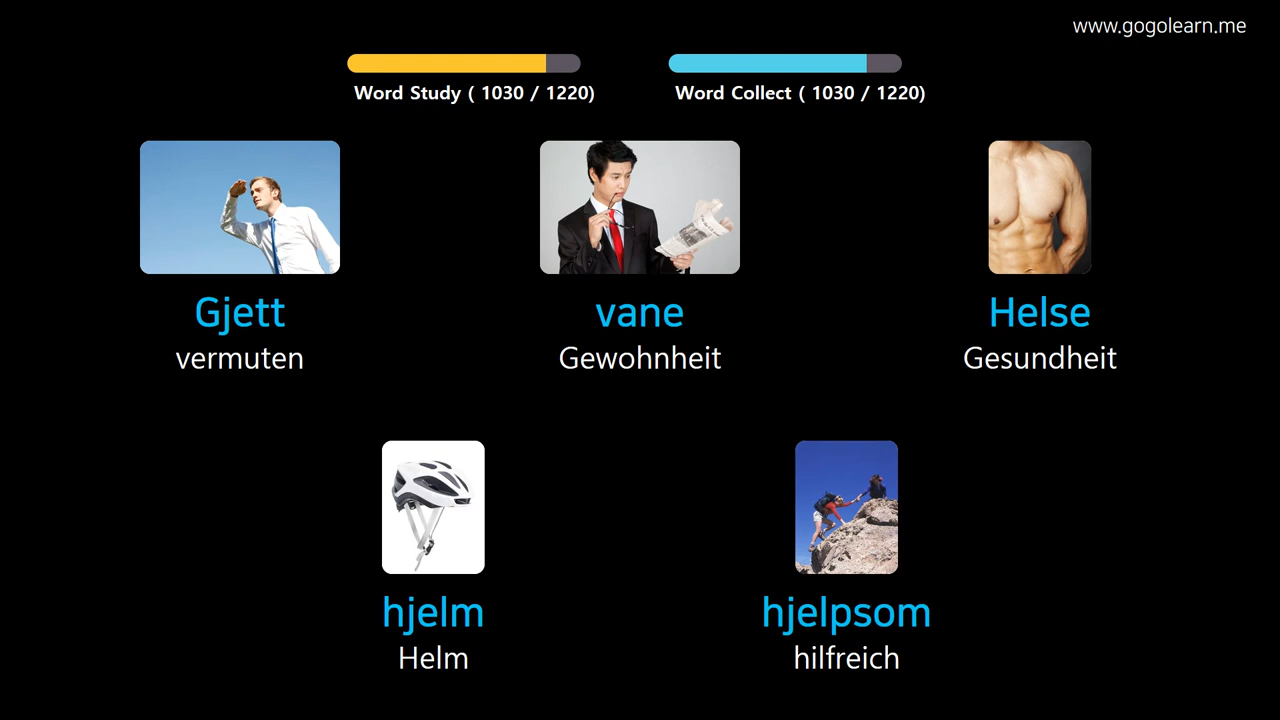 www.gogolearn.me
Word Study ( 1030 / 1220)
Word Collect ( 1030 / 1220)
Gjett
vermuten
vane
Gewohnheit
Helse
Gesundheit
hjelm
Helm
hjelpsom
hilfreich